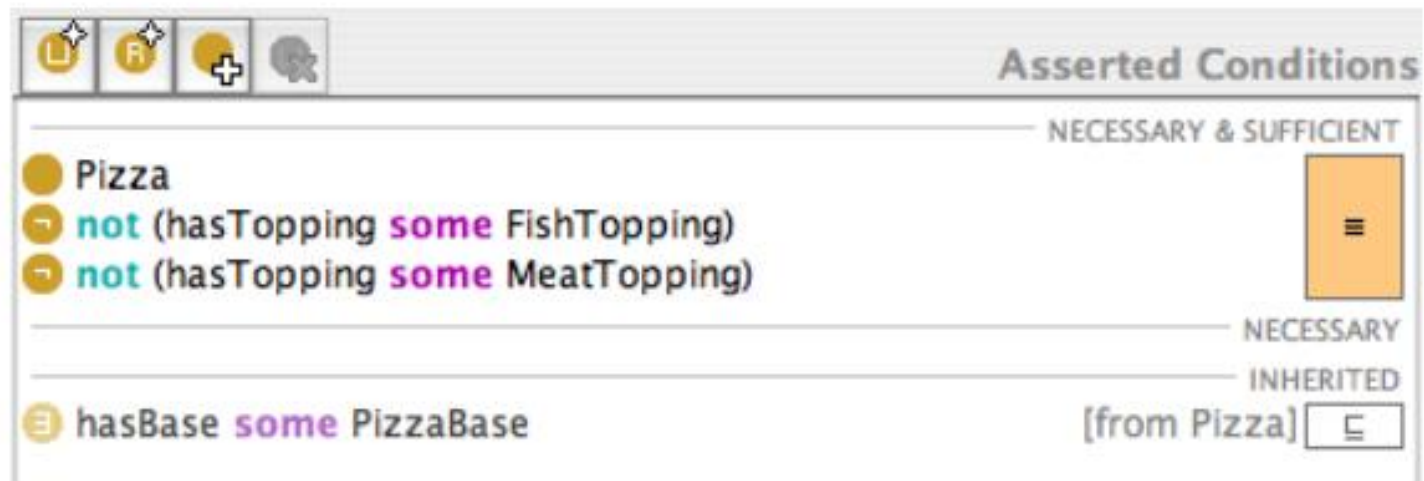 Asserted Conditions
NECESSARY & SUFFICIENT
Pizza
¬ not (hasTopping some FishTopping)
≡
¬ not (hasTopping some MeatTopping)
NECESSARY
INHERITED
∃ hasBase some PizzaBase [from Pizza] ⊑